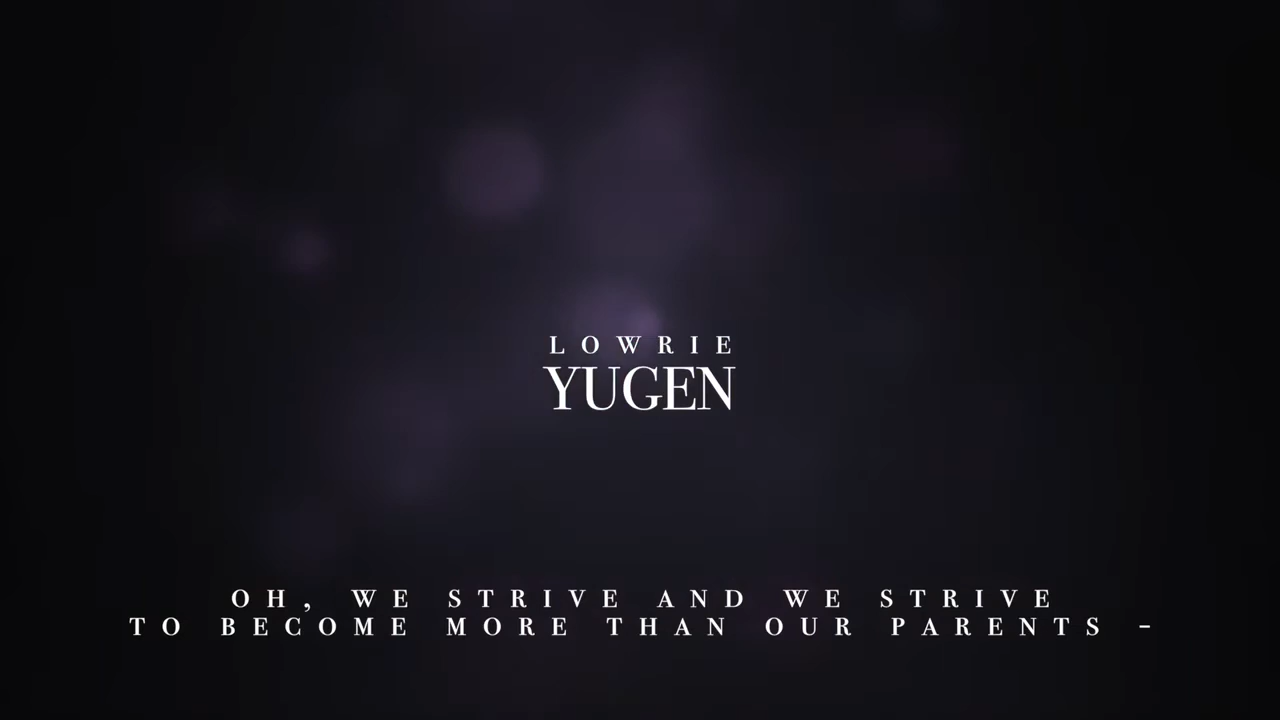 LOWRIE
YUGEN
OH, WE STRIVE AND WE STRIVE
TO BECOME MORE THAN OUR PARENTS -